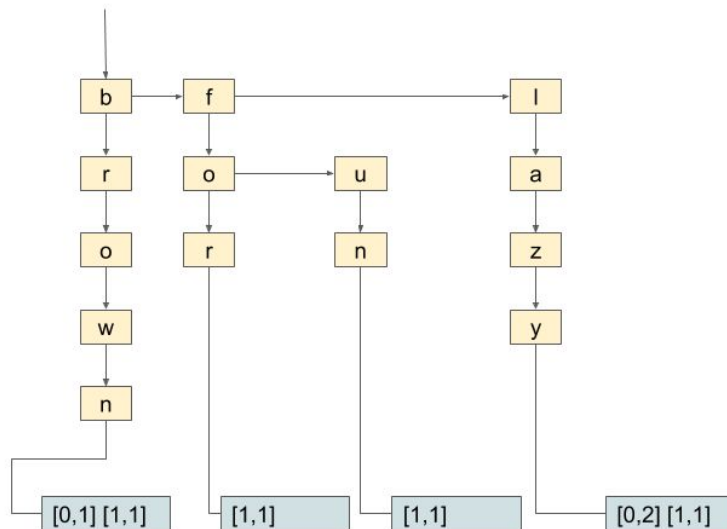 b f l
r o u a
o r n z
w y
n
[0,1] [1,1] [1,1] [1,1] [0,2] [1,1]